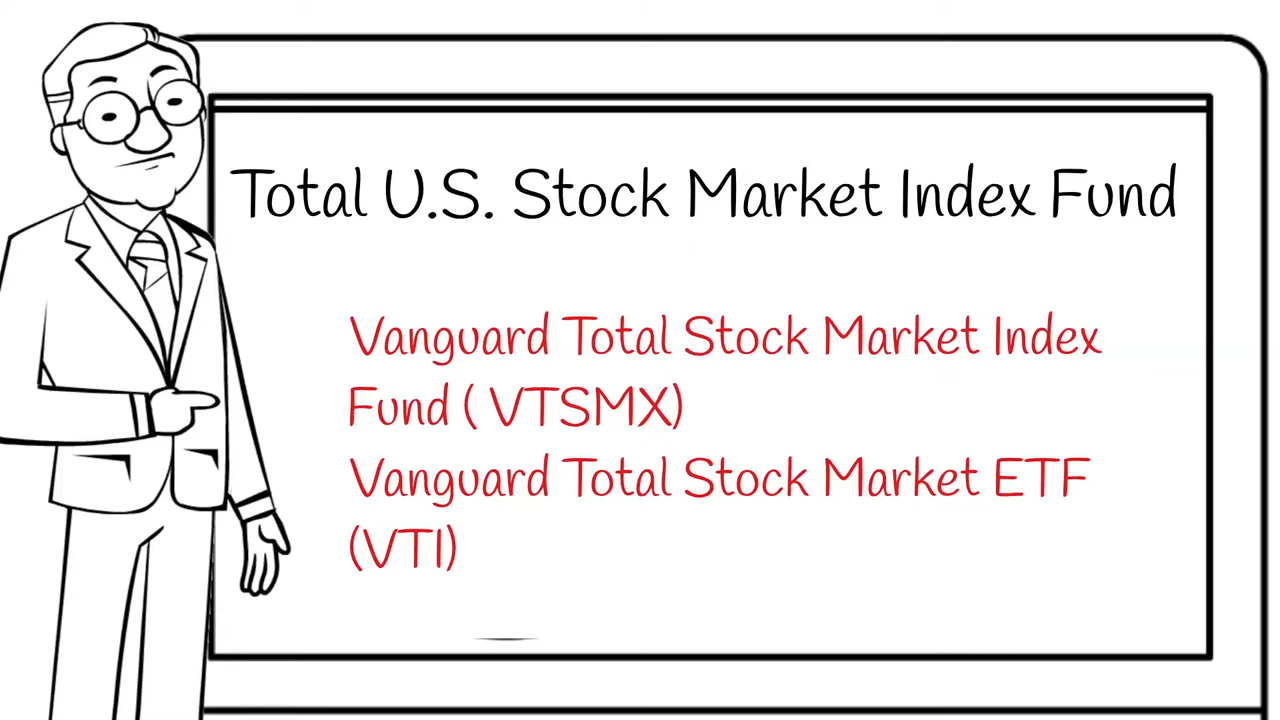 Total U.S. Stock Market Index Fund
Vanguard Total Stock Market Index
Fund ( VTSMX)
Vanguard Total Stock Market ETF
(VTI)